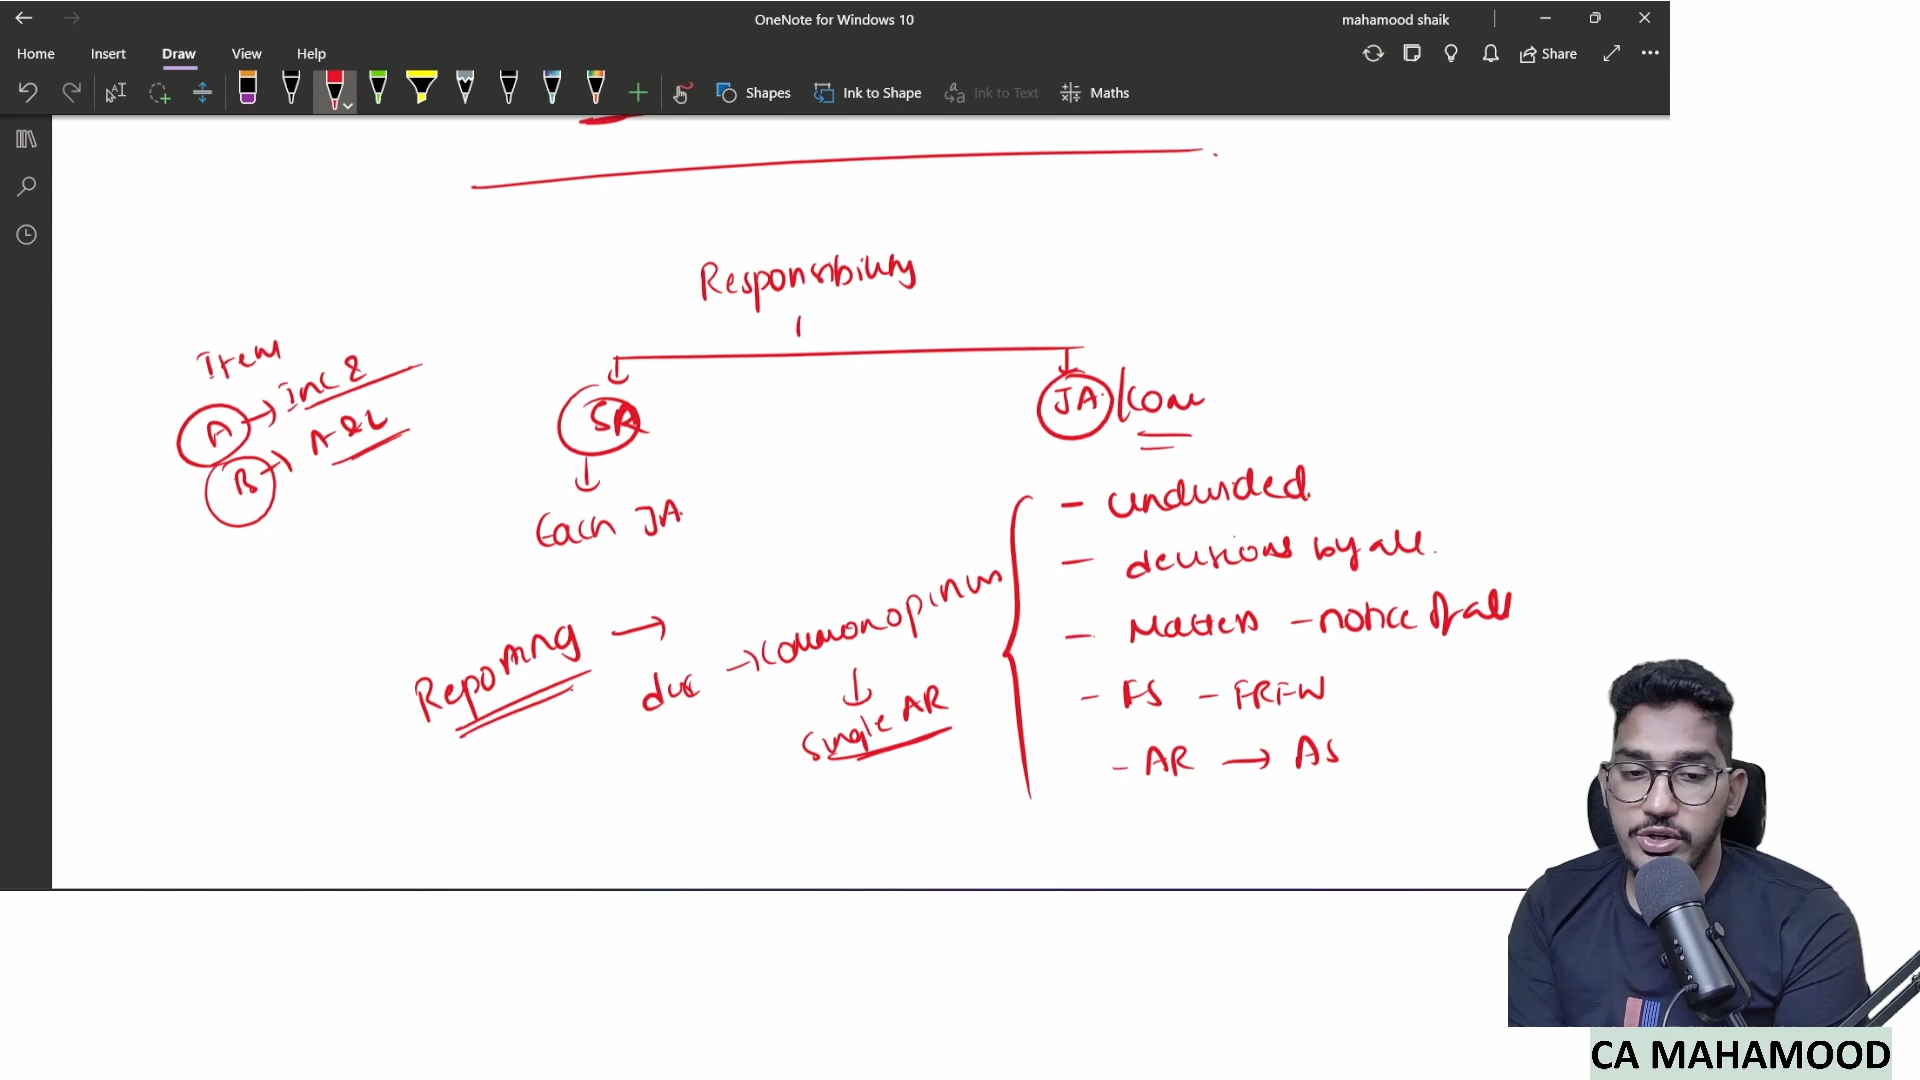 OneNote for Windows 10
mahamood shaik
Home Insert Draw View Help
Share
Shapes Ink to Shape Ink to Text Maths
Responsibility
Item
A → Inc &
B → A & L
SR
JA /
Each JA
- undivided
- decisions by all.
- Matters - notice of all
- FS - FRFW
- AR → AS
Reporting →
→ common opinion
Single AR
CA MAHAMOOD